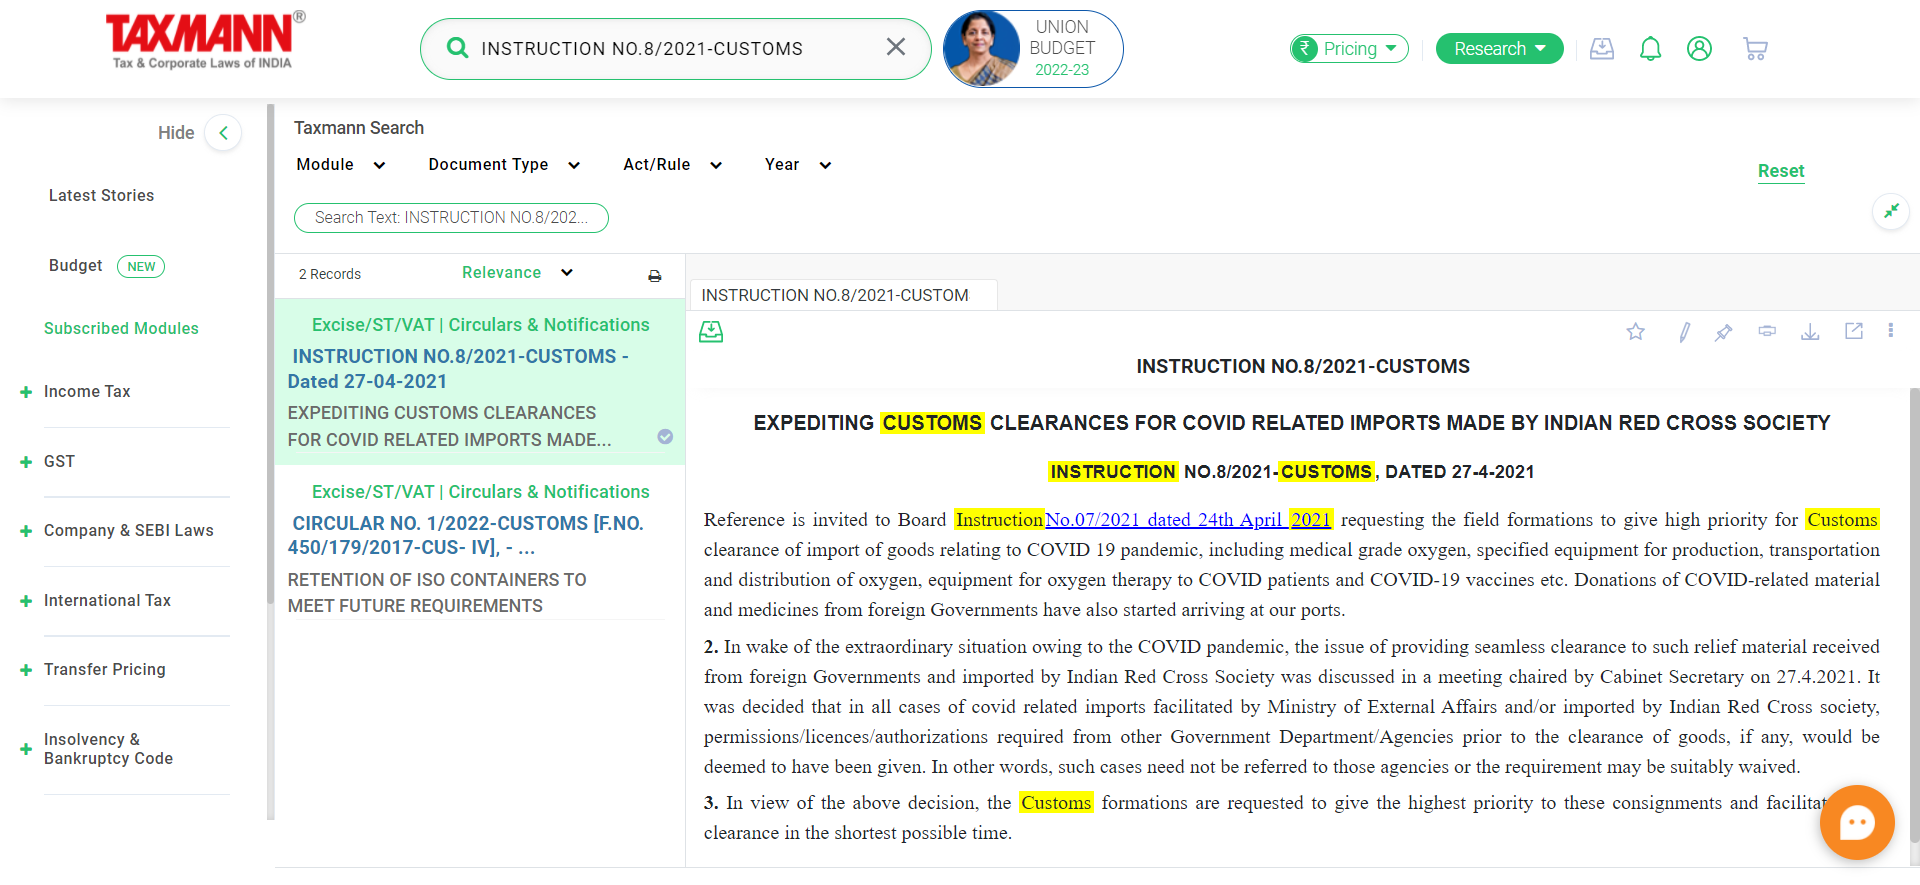 TAXMANN®
Tax & Corporate Laws of INDIA
INSTRUCTION NO.8/2021-CUSTOMS
UNION
BUDGET
2022-23
₹ Pricing
Research
Hide
Latest Stories
Budget NEW
Subscribed Modules
Income Tax
GST
Company & SEBI Laws
International Tax
Transfer Pricing
Insolvency &
Bankruptcy Code
Taxmann Search
Module Document Type Act/Rule Year
Reset
Search Text: INSTRUCTION NO.8/202...
2 Records Relevance
Excise/ST/VAT | Circulars & Notifications
INSTRUCTION NO.8/2021-CUSTOMS -
Dated 27-04-2021
EXPEDITING CUSTOMS CLEARANCES
FOR COVID RELATED IMPORTS MADE...
Excise/ST/VAT | Circulars & Notifications
CIRCULAR NO. 1/2022-CUSTOMS [F.NO.
450/179/2017-CUS- IV], - ...
RETENTION OF ISO CONTAINERS TO
MEET FUTURE REQUIREMENTS
INSTRUCTION NO.8/2021-CUSTOM
INSTRUCTION NO.8/2021-CUSTOMS
EXPEDITING CUSTOMS CLEARANCES FOR COVID RELATED IMPORTS MADE BY INDIAN RED CROSS SOCIETY
INSTRUCTION NO.8/2021-CUSTOMS, DATED 27-4-2021
Reference is invited to Board Instruction No.07/2021 dated 24th April 2021 requesting the field formations to give high priority for Customs
clearance of import of goods relating to COVID 19 pandemic, including medical grade oxygen, specified equipment for production, transportation
and distribution of oxygen, equipment for oxygen therapy to COVID patients and COVID-19 vaccines etc. Donations of COVID-related material
and medicines from foreign Governments have also started arriving at our ports.
2. In wake of the extraordinary situation owing to the COVID pandemic, the issue of providing seamless clearance to such relief material received
from foreign Governments and imported by Indian Red Cross Society was discussed in a meeting chaired by Cabinet Secretary on 27.4.2021. It
was decided that in all cases of covid related imports facilitated by Ministry of External Affairs and/or imported by Indian Red Cross society,
permissions/licences/authorizations required from other Government Department/Agencies prior to the clearance of goods, if any, would be
deemed to have been given. In other words, such cases need not be referred to those agencies or the requirement may be suitably waived.
3. In view of the above decision, the Customs formations are requested to give the highest priority to these consignments and
clearance in the shortest possible time.